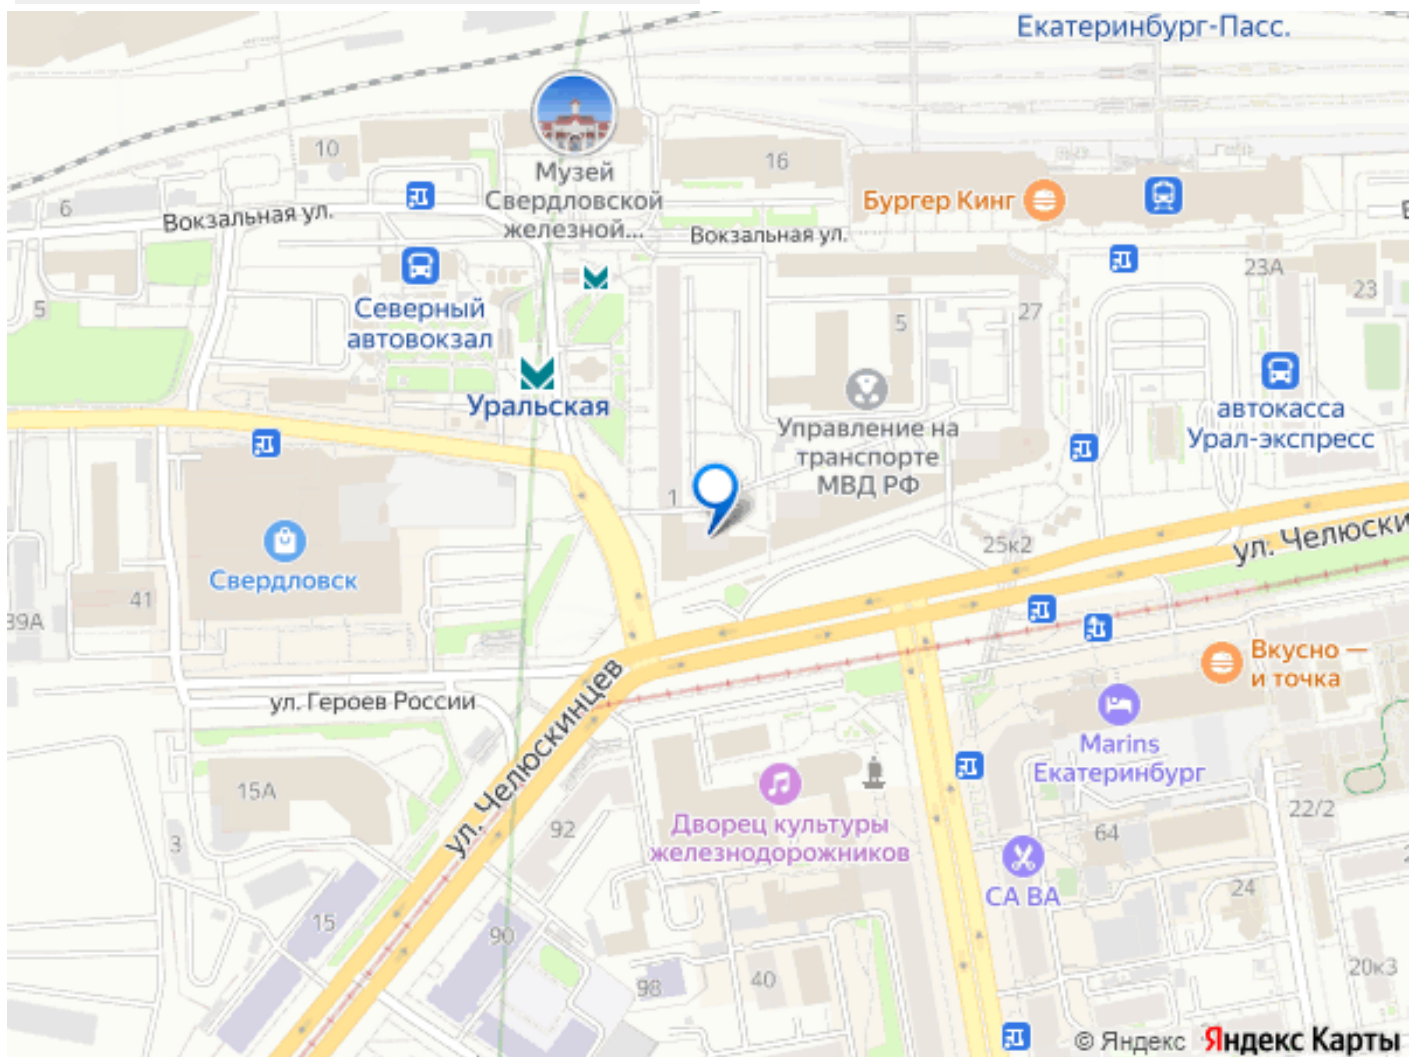 Екатеринбург-Пасс.
10
Музей
Свердловской
железной...
16
Бургер Кинг
6
Вокзальная ул.
Вокзальная ул.
23А
23
5
Северный
автовокзал
27
5
Уральская
Управление на
транспорте
МВД РФ
автокасса
Урал-экспресс
1
25к2
ул. Челюски
Свердловск
41
39А
Вкусно —
и точка
ул. Героев России
ул. Челюскинцев
Marins
Екатеринбург
15А
92
Дворец культуры
железнодорожников
22/2
64
3
СА ВА
24
15
90
98
40
20к3
© Яндекс Яндекс Карты